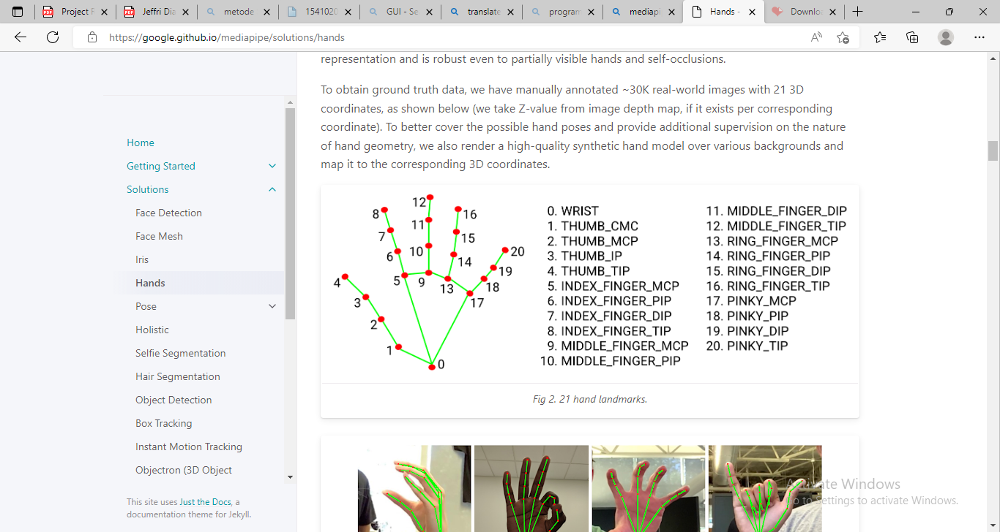 Project R
Jeffri Dia
metode
1541020
GUI - Se
translate
program
mediapi
Hands -
Downlo
https://google.github.io/mediapipe/solutions/hands
Home
Getting Started
Solutions
Face Detection
Face Mesh
Iris
Hands
Pose
Holistic
Selfie Segmentation
Hair Segmentation
Object Detection
Box Tracking
Instant Motion Tracking
Objectron (3D Object
This site uses Just the Docs, a
documentation theme for Jekyll.
representation and is robust even to partially visible hands and self-occlusions.
To obtain ground truth data, we have manually annotated ~30K real-world images with 21 3D
coordinates, as shown below (we take Z-value from image depth map, if it exists per corresponding
coordinate). To better cover the possible hand poses and provide additional supervision on the nature
of hand geometry, we also render a high-quality synthetic hand model over various backgrounds and
map it to the corresponding 3D coordinates.
12
8 16
11
7 15
10 20
6 14
19
4 5 9 18
13
3 17
2
1
0
0. WRIST
1. THUMB_CMC
2. THUMB_MCP
3. THUMB_IP
4. THUMB_TIP
5. INDEX_FINGER_MCP
6. INDEX_FINGER_PIP
7. INDEX_FINGER_DIP
8. INDEX_FINGER_TIP
9. MIDDLE_FINGER_MCP
10. MIDDLE_FINGER_PIP
11. MIDDLE_FINGER_DIP
12. MIDDLE_FINGER_TIP
13. RING_FINGER_MCP
14. RING_FINGER_PIP
15. RING_FINGER_DIP
16. RING_FINGER_TIP
17. PINKY_MCP
18. PINKY_PIP
19. PINKY_DIP
20. PINKY_TIP
Fig 2. 21 hand landmarks.
Activate Windows
Go to Settings to activate Windows.